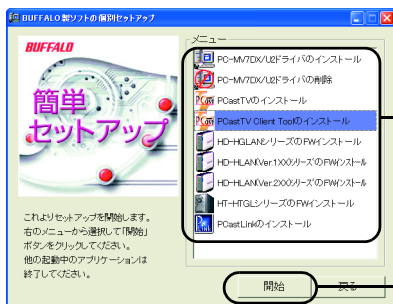 BUFFALO 製ソフトの個別セットアップ
BUFFALO
簡単
セットアップ
これよりセットアップを開始します。
右のメニューから選択して「開始」
ボタンをクリックしてください。
他の起動中のアプリケーションは
終了してください。
メニュー
PC-MV7DX/U2ドライバのインストール
PC-MV7DX/U2ドライバの削除
PCastTVのインストール
PCastTV Client Toolのインストール
HD-HGLANシリーズのFWインストール
HD-HLAN(Ver.1XX)シリーズのFWインストール
HD-HLAN(Ver.2XX)シリーズのFWインストール
HT-HTGLシリーズのFWインストール
PCastLinkのインストール
開始
戻る